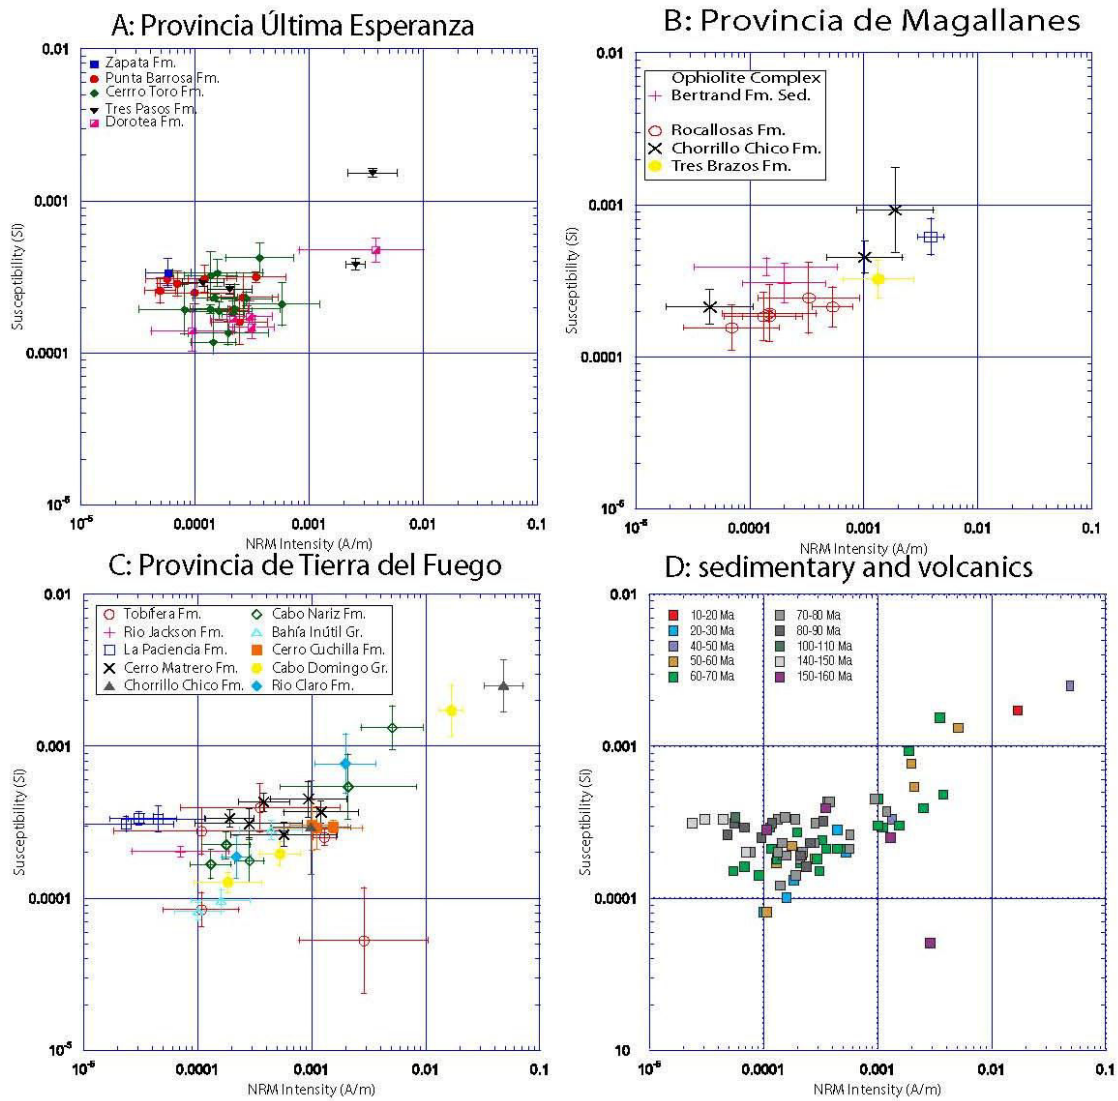 A: Provincia Última Esperanza
0.01
Zapata Fm.
Punta Barrosa Fm.
Cerrro Toro Fm.
Tres Pasos Fm.
Dorotea Fm.
0.001
Susceptibility (Si)
0.0001
10-5
10-5
0.0001
0.001
0.01
0.1
NRM Intensity (A/m)
B: Provincia de Magallanes
0.01
Ophiolite Complex
Bertrand Fm. Sed.
Rocallosas Fm.
Chorrillo Chico Fm.
Tres Brazos Fm.
0.001
Susceptibility (Si)
0.0001
10-5
10-5
0.0001
0.001
0.01
0.1
NRM Intensity (A/m)
C: Provincia de Tierra del Fuego
0.01
Tobífera Fm.
Rio Jackson Fm.
La Paciencia Fm.
Cerro Matrero Fm.
Chorrillo Chico Fm.
Cabo Nariz Fm.
Bahía Inútil Gr.
Cerro Cuchilla Fm.
Cabo Domingo Gr.
Rio Claro Fm.
0.001
Susceptibility (Si)
0.0001
10-5
10-5
0.0001
0.001
0.01
0.1
NRM Intensity (A/m)
D: sedimentary and volcanics
0.01
10-20 Ma
20-30 Ma
40-50 Ma
50-60 Ma
60-70 Ma
70-80 Ma
80-90 Ma
100-110 Ma
140-150 Ma
150-160 Ma
0.001
Susceptibility (Si)
0.0001
10
10-5
0.0001
0.001
0.01
0.1
NRM Intensity (A/m)